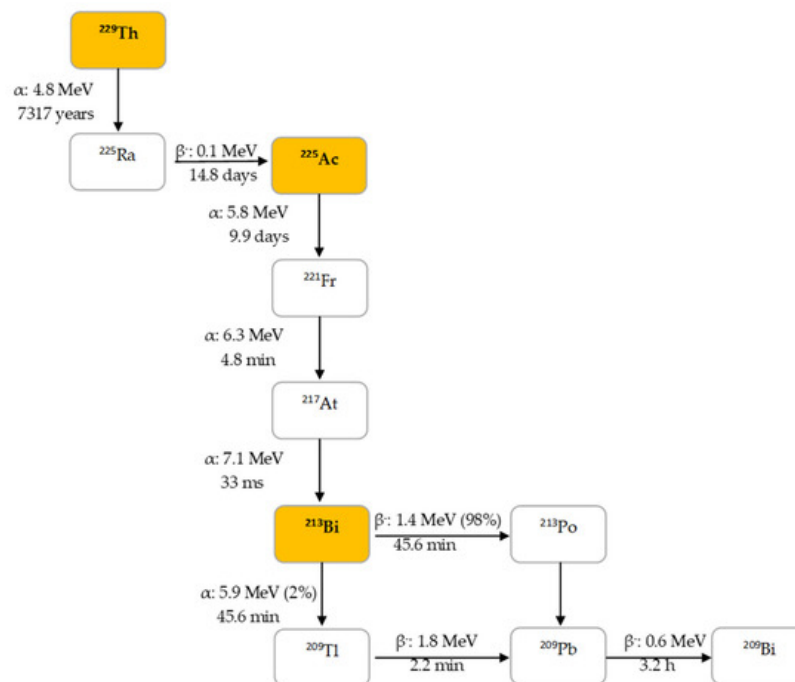 ²²⁹Th
α: 4.8 MeV
7317 years
²²⁵Ra
β⁻: 0.1 MeV
14.8 days
²²⁵Ac
α: 5.8 MeV
9.9 days
²²¹Fr
α: 6.3 MeV
4.8 min
²¹⁷At
α: 7.1 MeV
33 ms
²¹³Bi
β⁻: 1.4 MeV (98%)
45.6 min
²¹³Po
α: 5.9 MeV (2%)
45.6 min
²⁰⁹Tl
β⁻: 1.8 MeV
2.2 min
²⁰⁹Pb
β⁻: 0.6 MeV
3.2 h
²⁰⁹Bi